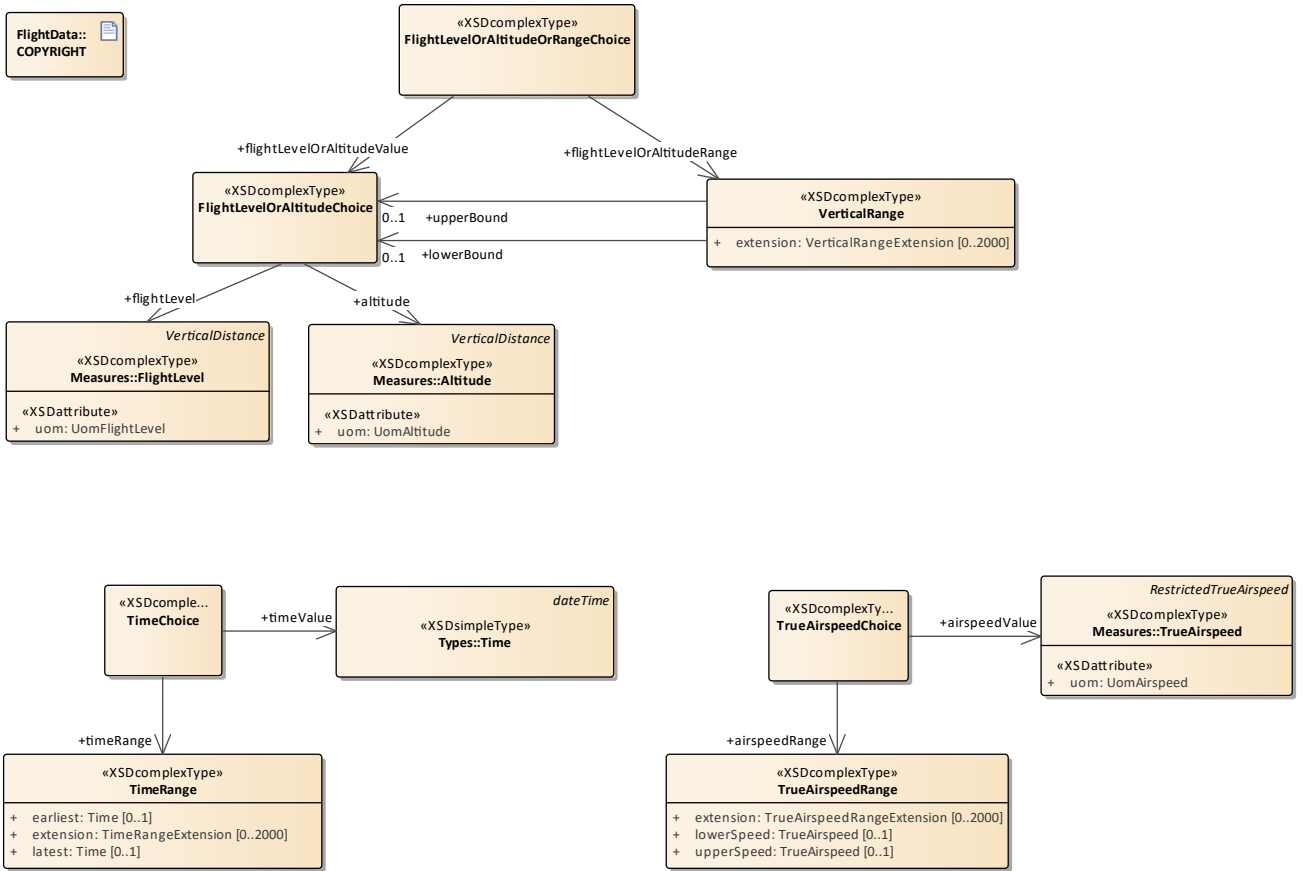 FlightData::
COPYRIGHT
«XSDcomplexType»
FlightLevelOrAltitudeOrRangeChoice
+flightLevelOrAltitudeValue
+flightLevelOrAltitudeRange
«XSDcomplexType»
FlightLevelOrAltitudeChoice
0..1
+upperBound
0..1
+lowerBound
«XSDcomplexType»
VerticalRange
+ extension: VerticalRangeExtension [0..2000]
+flightLevel
+altitude
VerticalDistance
«XSDcomplexType»
Measures::FlightLevel
«XSDattribute»
+ uom: UomFlightLevel
VerticalDistance
«XSDcomplexType»
Measures::Altitude
«XSDattribute»
+ uom: UomAltitude
«XSDcomple...
TimeChoice
+timeValue
dateTime
«XSDsimpleType»
Types::Time
+timeRange
«XSDcomplexType»
TimeRange
+ earliest: Time [0..1]
+ extension: TimeRangeExtension [0..2000]
+ latest: Time [0..1]
«XSDcomplexTy...
TrueAirspeedChoice
+airspeedValue
RestrictedTrueAirspeed
«XSDcomplexType»
Measures::TrueAirspeed
«XSDattribute»
+ uom: UomAirspeed
+airspeedRange
«XSDcomplexType»
TrueAirspeedRange
+ extension: TrueAirspeedRangeExtension [0..2000]
+ lowerSpeed: TrueAirspeed [0..1]
+ upperSpeed: TrueAirspeed [0..1]